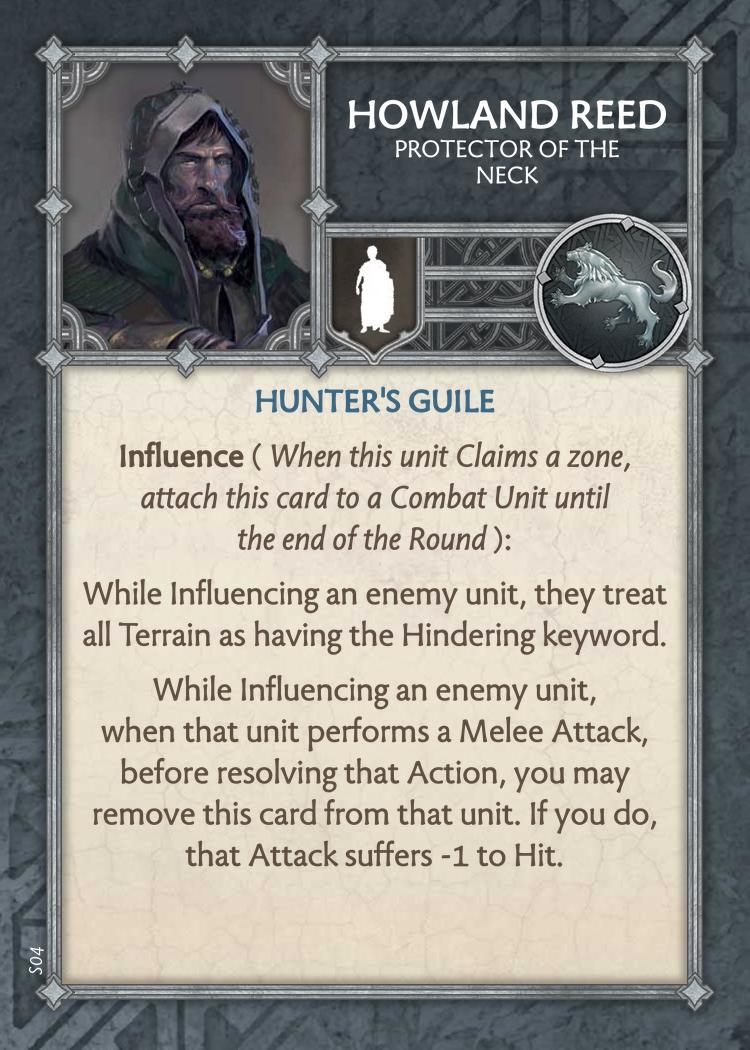 HOWLAND REED
PROTECTOR OF THE
NECK
HUNTER'S GUILE
Influence ( When this unit Claims a zone,
attach this card to a Combat Unit until
the end of the Round ):
While Influencing an enemy unit, they treat
all Terrain as having the Hindering keyword.
While Influencing an enemy unit,
when that unit performs a Melee Attack,
before resolving that Action, you may
remove this card from that unit. If you do,
that Attack suffers -1 to Hit.
S04